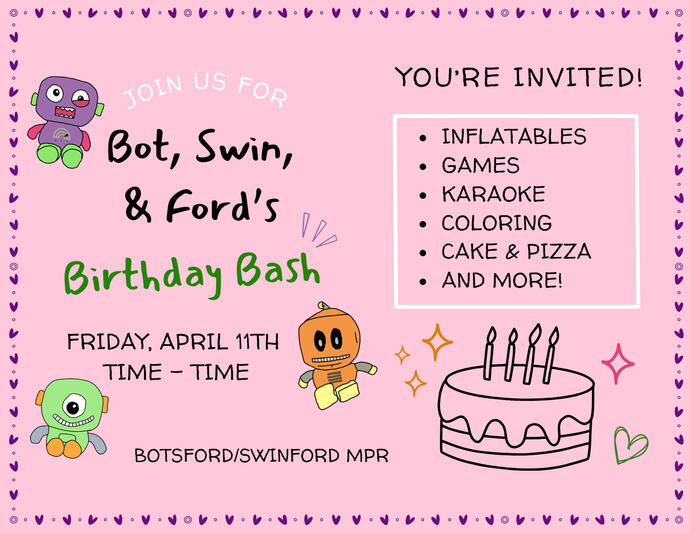 JOIN US FOR
Bot, Swin,
& Ford's
Birthday Bash
FRIDAY, APRIL 11TH
TIME – TIME
BOTSFORD/SWINFORD MPR
YOU'RE INVITED!
• INFLATABLES
• GAMES
• KARAOKE
• COLORING
• CAKE & PIZZA
• AND MORE!